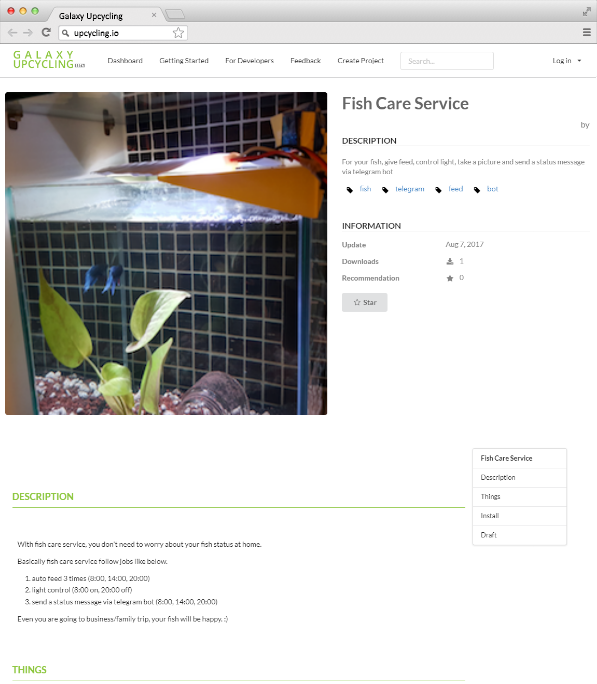 Galaxy Upcycling
upcycling.io
GALAXY
UPCYCLING
Dashboard Getting Started For Developers Feedback Create Project Search... Log in
Fish Care Service
by
DESCRIPTION
For your fish, give feed, control light, take a picture and send a status message
via telegram bot
fish telegram feed bot
INFORMATION
Update Aug 7, 2017
Downloads 1
Recommendation 0
Star
Fish Care Service
Description
Things
Install
Draft
DESCRIPTION
With fish care service, you don't need to worry about your fish status at home.
Basically fish care service follow jobs like below.
1. auto feed 3 times (8:00, 14:00, 20:00)
2. light control (8:00 on, 20:00 off)
3. send a status message via telegram bot (8:00, 14:00, 20:00)
Even you are going to business/family trip, your fish will be happy. :)
THINGS